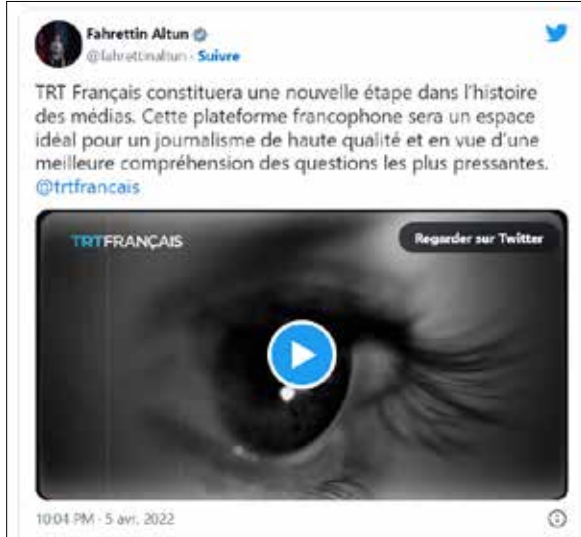 Fahrettin Altun
@fahrettinaltun · Suivre
TRT Français constituera une nouvelle étape dans l'histoire
des médias. Cette plateforme francophone sera un espace
idéal pour un journalisme de haute qualité et en vue d'une
meilleure compréhension des questions les plus pressantes.
@trtfrancais
TRTFRANÇAIS
Regarder sur Twitter
10:04 PM · 5 avr. 2022